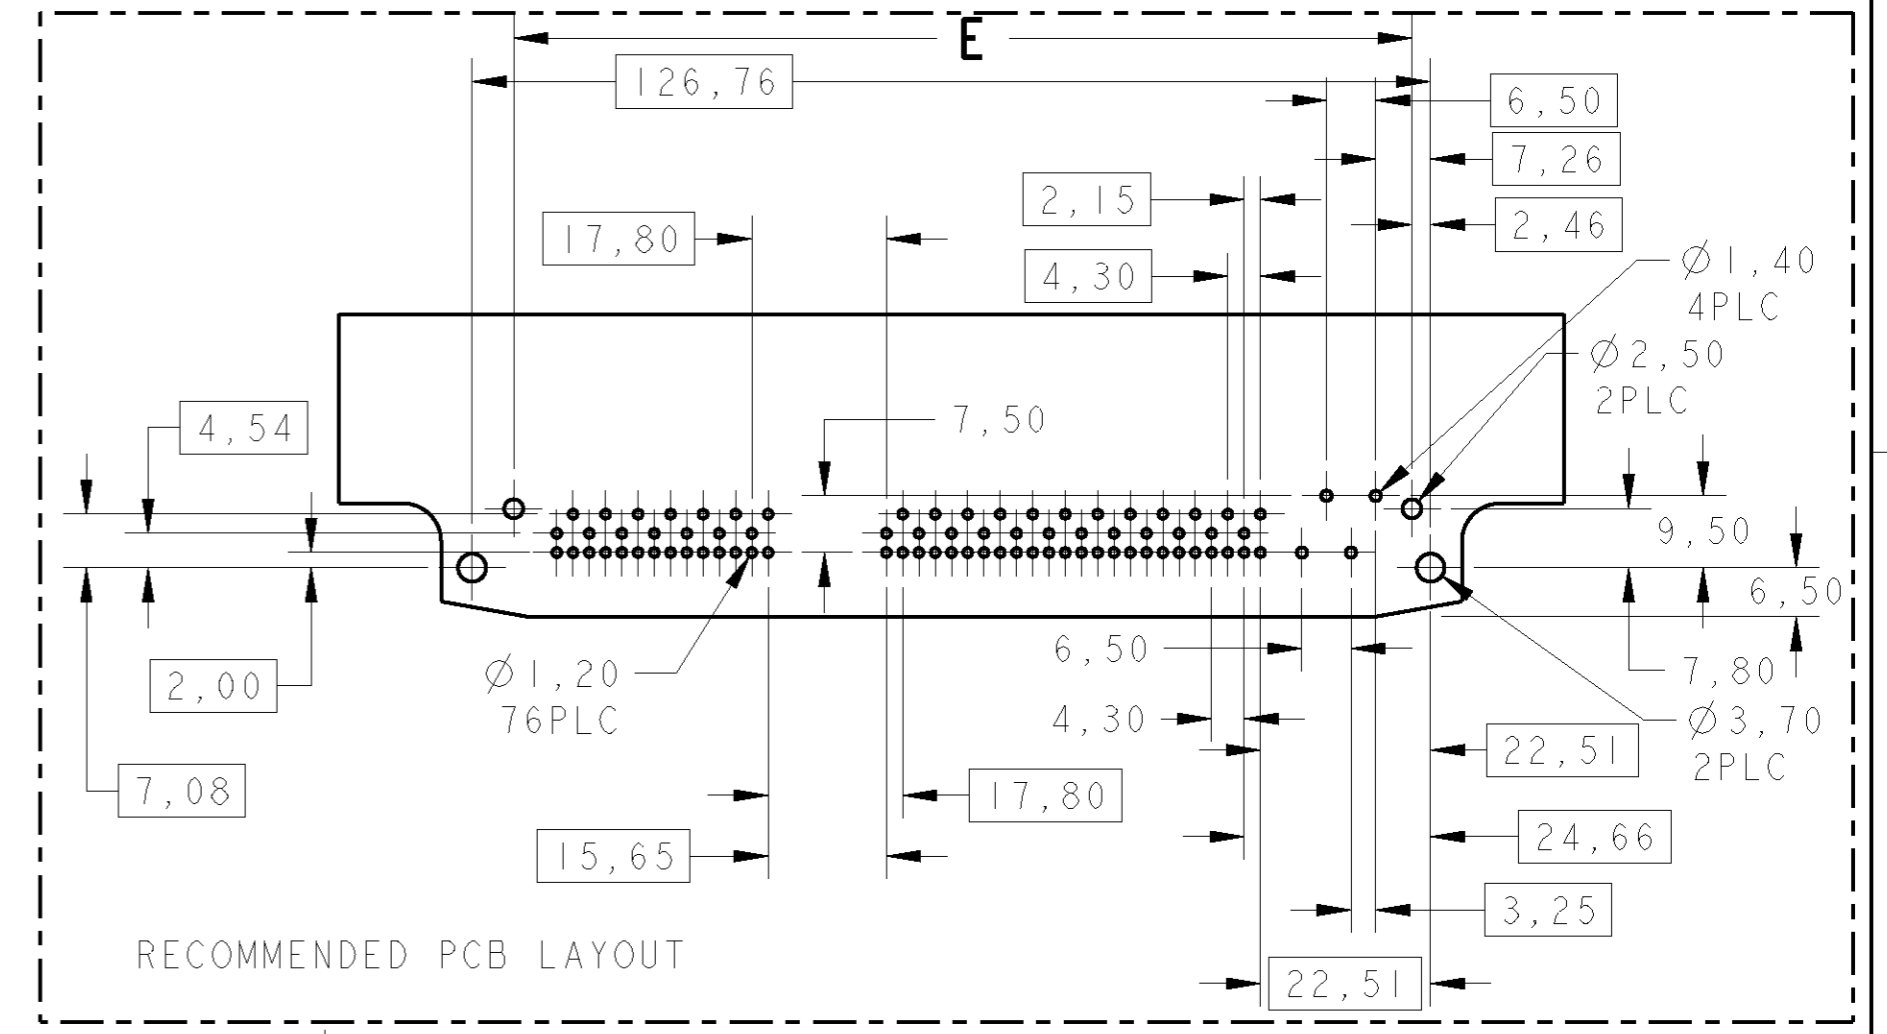 E
126,76
6,50
7,26
2,15
17,80
2,46
4,30
Ø1,40
4PLC
Ø2,50
2PLC
4,54
7,50
9,50
6,50
6,50
2,00
Ø1,20
76PLC
7,80
4,30
Ø3,70
2PLC
22,51
7,08
17,80
24,66
15,65
3,25
RECOMMENDED PCB LAYOUT
22,51